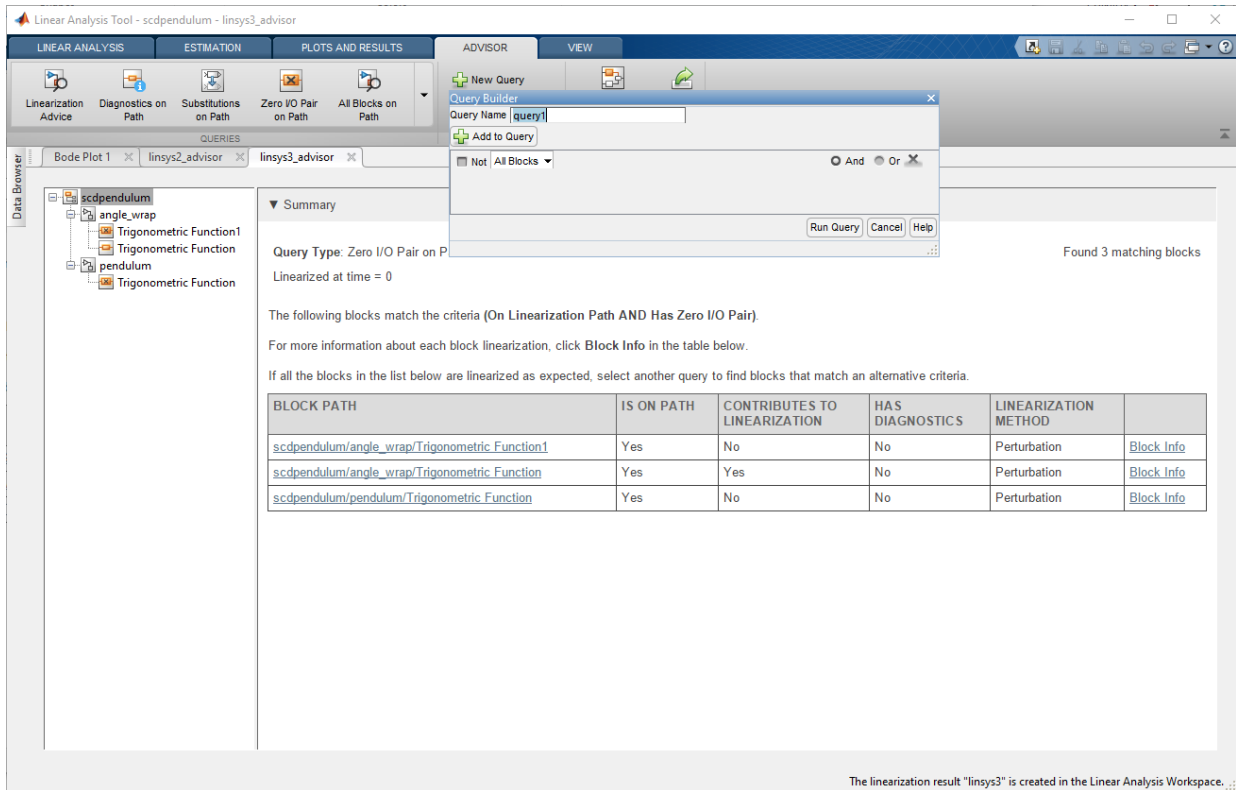 Linear Analysis Tool - scdpendulum - linsys3_advisor
LINEAR ANALYSIS ESTIMATION PLOTS AND RESULTS ADVISOR VIEW
Linearization Advice
Diagnostics on Path
Substitutions on Path
Zero I/O Pair on Path
All Blocks on Path
New Query
QUERIES
Query Builder
Query Name query1
Add to Query
Not All Blocks And Or
Run Query Cancel Help
Data Browser
Bode Plot 1 linsys2_advisor linsys3_advisor
scdpendulum
angle_wrap
Trigonometric Function1
Trigonometric Function
pendulum
Trigonometric Function
Summary
Query Type: Zero I/O Pair on P
Found 3 matching blocks
Linearized at time = 0
The following blocks match the criteria (On Linearization Path AND Has Zero I/O Pair).
For more information about each block linearization, click Block Info in the table below.
If all the blocks in the list below are linearized as expected, select another query to find blocks that match an alternative criteria.
BLOCK PATH IS ON PATH CONTRIBUTES TO LINEARIZATION HAS DIAGNOSTICS LINEARIZATION METHOD
scdpendulum/angle_wrap/Trigonometric Function1 Yes No No Perturbation Block Info
scdpendulum/angle_wrap/Trigonometric Function Yes Yes No Perturbation Block Info
scdpendulum/pendulum/Trigonometric Function Yes No No Perturbation Block Info
The linearization result "linsys3" is created in the Linear Analysis Workspace.